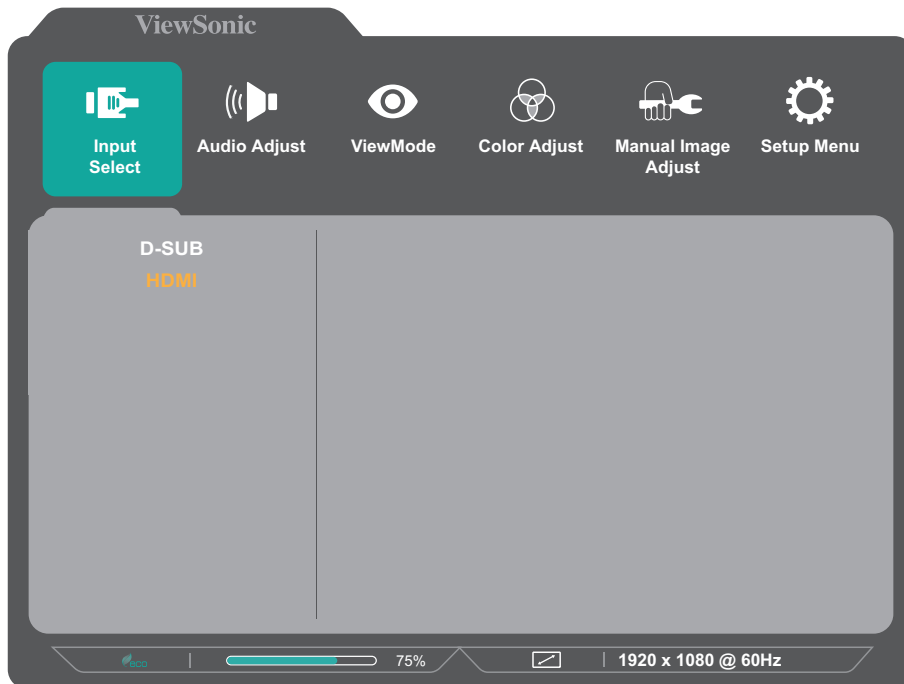 ViewSonic
Input Select
Audio Adjust
ViewMode
Color Adjust
Manual Image Adjust
Setup Menu
D-SUB
HDMI
eco
75%
1920 x 1080 @ 60Hz